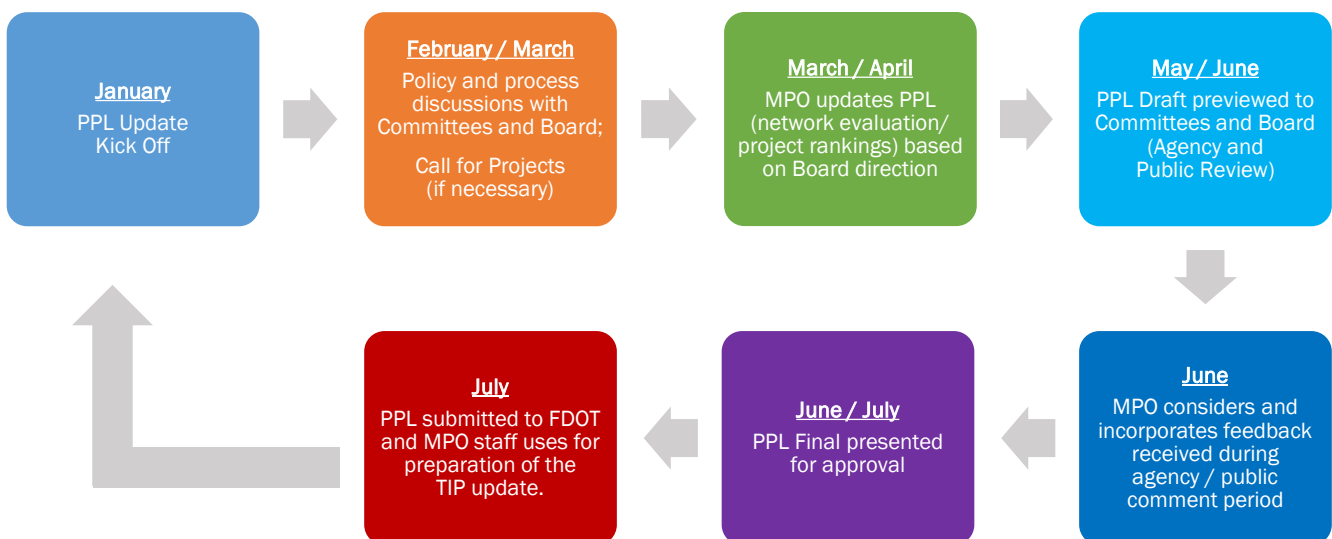 January
PPL Update
Kick Off
February / March
Policy and process
discussions with
Committees and Board;
Call for Projects
(if necessary)
March / April
MPO updates PPL
(network evaluation/
project rankings) based
on Board direction
May / June
PPL Draft previewed to
Committees and Board
(Agency and
Public Review)
June
MPO considers and
incorporates feedback
received during
agency / public
comment period
June / July
PPL Final presented
for approval
July
PPL submitted to FDOT
and MPO staff uses for
preparation of the
TIP update.